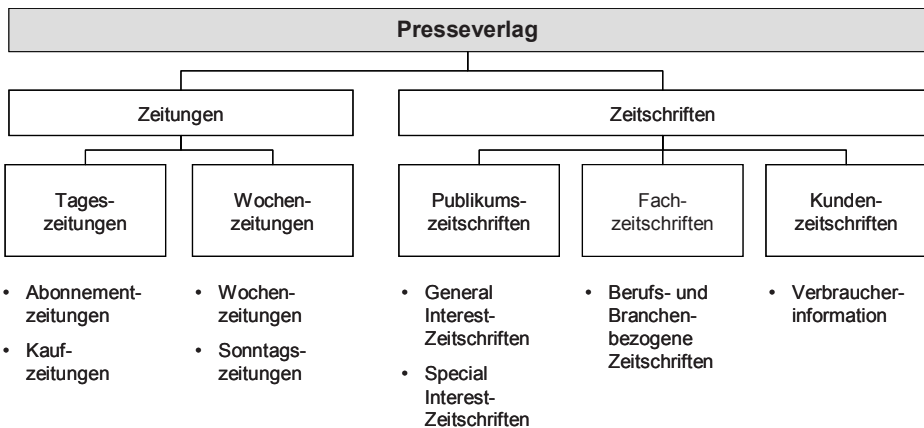 Presseverlag
Zeitungen
Zeitschriften
Tages-
zeitungen
Wochen-
zeitungen
Publikums-
zeitschriften
Fach-
zeitschriften
Kunden-
zeitschriften
• Abonnement-
zeitungen
• Kauf-
zeitungen
• Wochen-
zeitungen
• Sonntags-
zeitungen
• General
Interest-
Zeitschriften
• Special
Interest-
Zeitschriften
• Berufs- und
Branchen-
bezogene
Zeitschriften
• Verbraucher-
information